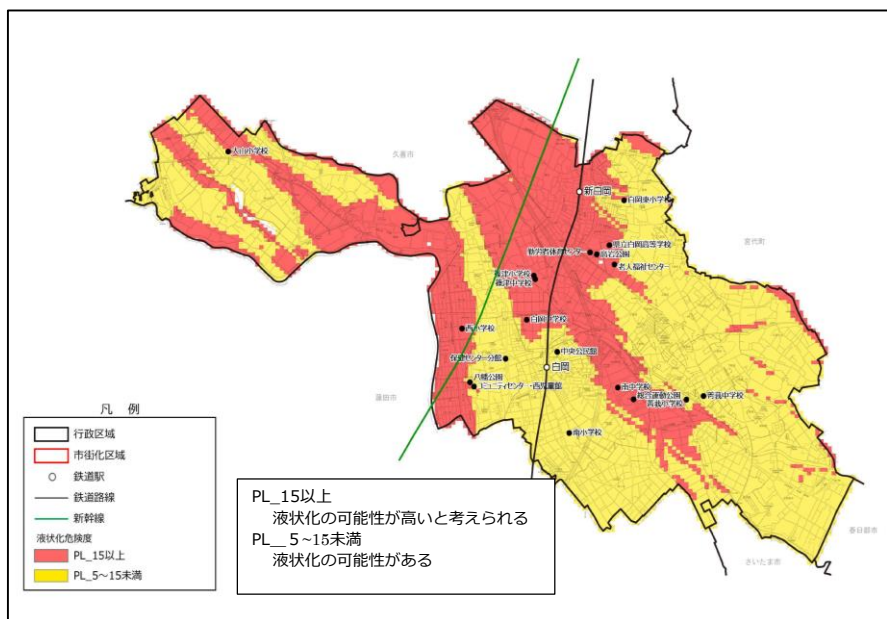 久喜市
大山小学校
新白岡
白岡東小学校
宮代町
県立白岡高等学校
勤労者体育センター
高岩公園
老人福祉センター
篠津小学校
篠津中学校
白岡中学校
西小学校
中央公民館
保健センター分館
白岡
八幡公園
コミュニティセンター・西児童館
蓮田市
南中学校
総合運動公園
菁莪中学校
菁莪小学校
南小学校
凡 例
行政区域
市街化区域
鉄道駅
鉄道路線
新幹線
液状化危険度
PL_15以上
PL_5～15未満
PL_15以上
液状化の可能性が高いと考えられる
PL__５~15未満
液状化の可能性がある
春日部市
さいたま市